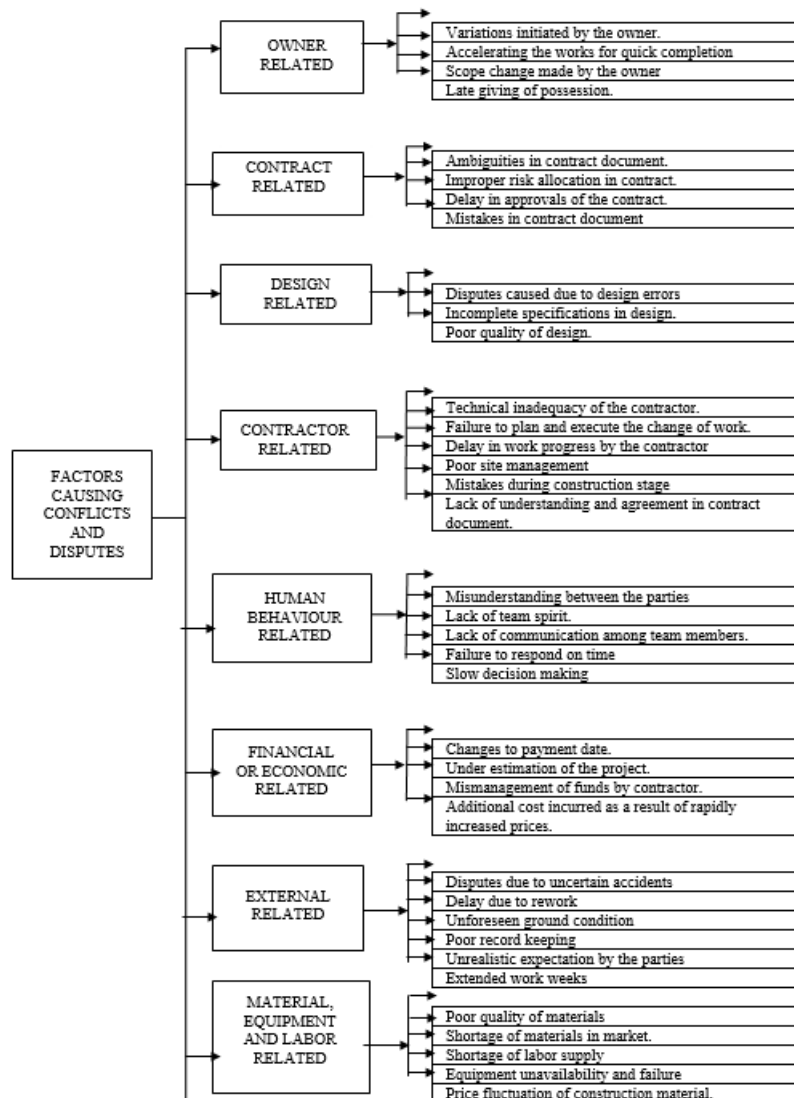 FACTORS
CAUSING
CONFLICTS
AND
DISPUTES
OWNER
RELATED
Variations initiated by the owner.
Accelerating the works for quick completion
Scope change made by the owner
Late giving of possession.
CONTRACT
RELATED
Ambiguities in contract document.
Improper risk allocation in contract.
Delay in approvals of the contract.
Mistakes in contract document
DESIGN
RELATED
Disputes caused due to design errors
Incomplete specifications in design.
Poor quality of design.
CONTRACTOR
RELATED
Technical inadequacy of the contractor.
Failure to plan and execute the change of work.
Delay in work progress by the contractor
Poor site management
Mistakes during construction stage
Lack of understanding and agreement in contract
document.
HUMAN
BEHAVIOUR
RELATED
Misunderstanding between the parties
Lack of team spirit.
Lack of communication among team members.
Failure to respond on time
Slow decision making
FINANCIAL
OR ECONOMIC
RELATED
Changes to payment date.
Under estimation of the project.
Mismanagement of funds by contractor.
Additional cost incurred as a result of rapidly
increased prices.
EXTERNAL
RELATED
Disputes due to uncertain accidents
Delay due to rework
Unforeseen ground condition
Poor record keeping
Unrealistic expectation by the parties
Extended work weeks
MATERIAL,
EQUIPMENT
AND LABOR
RELATED
Poor quality of materials
Shortage of materials in market.
Shortage of labor supply
Equipment unavailability and failure
Price fluctuation of construction material.